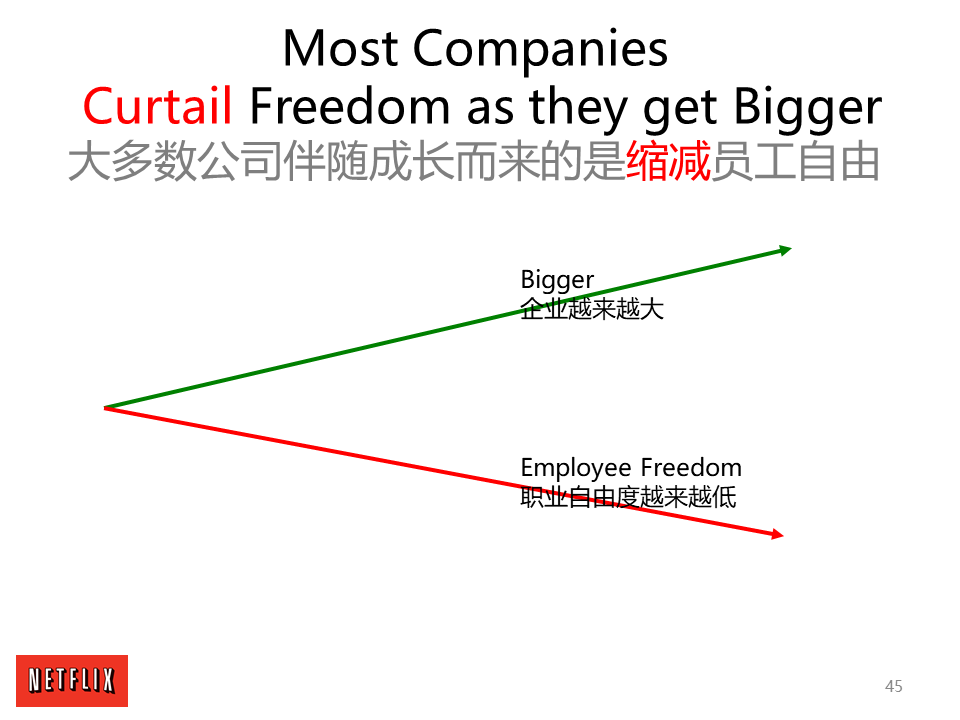 Most Companies
Curtail Freedom as they get Bigger
大多数公司伴随成长而来的是缩减员工自由
Bigger
企业越来越大
Employee Freedom
职业自由度越来越低
NETFLIX
45